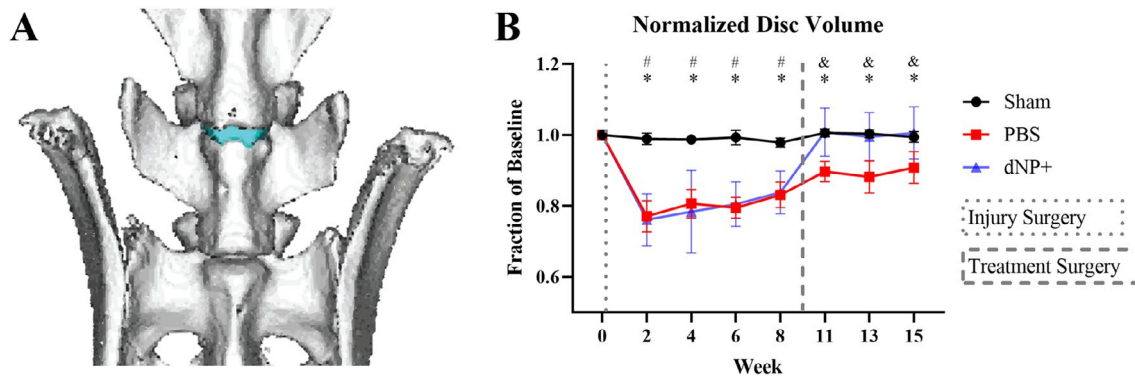 A
B
Normalized Disc Volume
# # # # & & &
* * * * * * *
1.2
1.0
0.8
0.6
Fraction of Baseline
0 2 4 6 8 11 13 15
Week
Sham
PBS
dNP+
Injury Surgery
Treatment Surgery